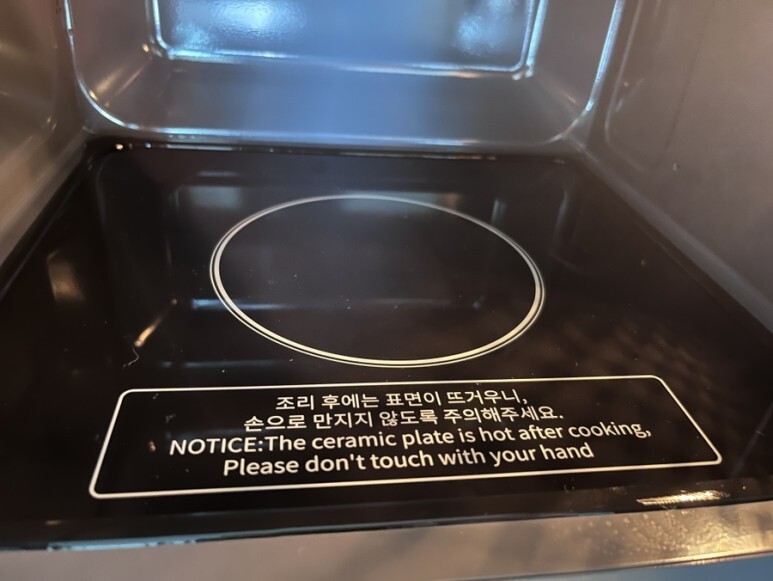 조리 후에는 표면이 뜨거우니,
손으로 만지지 않도록 주의해주세요.
NOTICE:The ceramic plate is hot after cooking,
Please don't touch with your hand